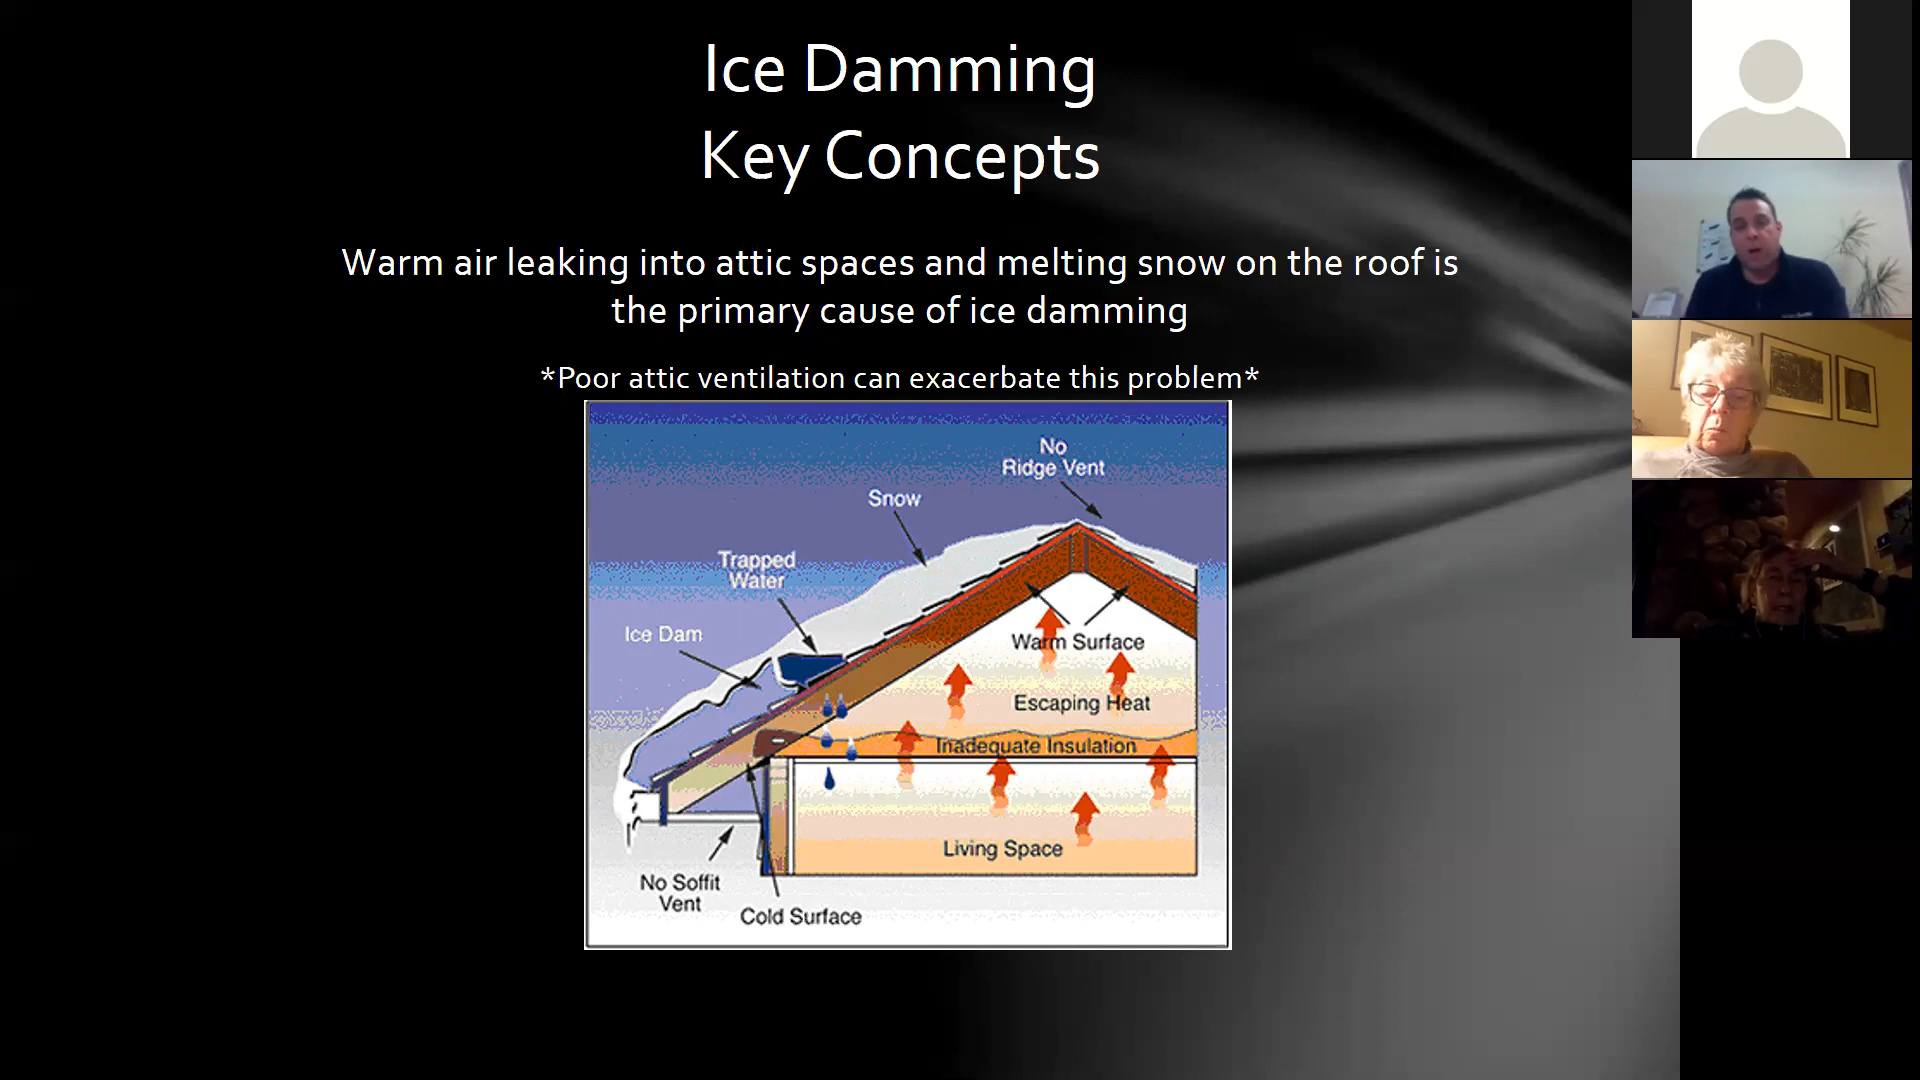 Ice Damming
Key Concepts
Warm air leaking into attic spaces and melting snow on the roof is
the primary cause of ice damming
*Poor attic ventilation can exacerbate this problem*
No
Ridge Vent
Snow
Trapped
Water
Ice Dam
Warm Surface
Escaping Heat
Inadequate Insulation
Living Space
No Soffit
Vent
Cold Surface